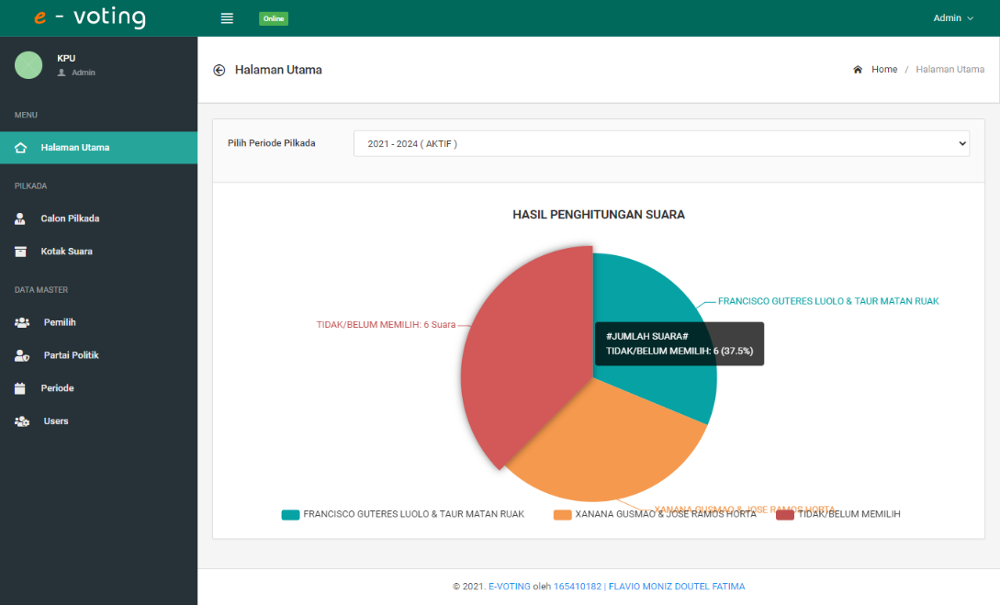 e - voting
Online
Admin
KPU
Admin
Halaman Utama
Home / Halaman Utama
MENU
Halaman Utama
PILKADA
Calon Pilkada
Kotak Suara
DATA MASTER
Pemilih
Partai Politik
Periode
Users
Pilih Periode Pilkada
2021 - 2024 ( AKTIF )
HASIL PENGHITUNGAN SUARA
FRANCISCO GUTERES LUOLO & TAUR MATAN RUAK
TIDAK/BELUM MEMILIH: 6 Suara
#JUMLAH SUARA#
TIDAK/BELUM MEMILIH: 6 (37.5%)
XANANA GUSMAO & JOSE RAMOS HORTA
FRANCISCO GUTERES LUOLO & TAUR MATAN RUAK
XANANA GUSMAO & JOSE RAMOS HORTA
TIDAK/BELUM MEMILIH
© 2021. E-VOTING oleh 165410182 | FLAVIO MONIZ DOUTEL FATIMA